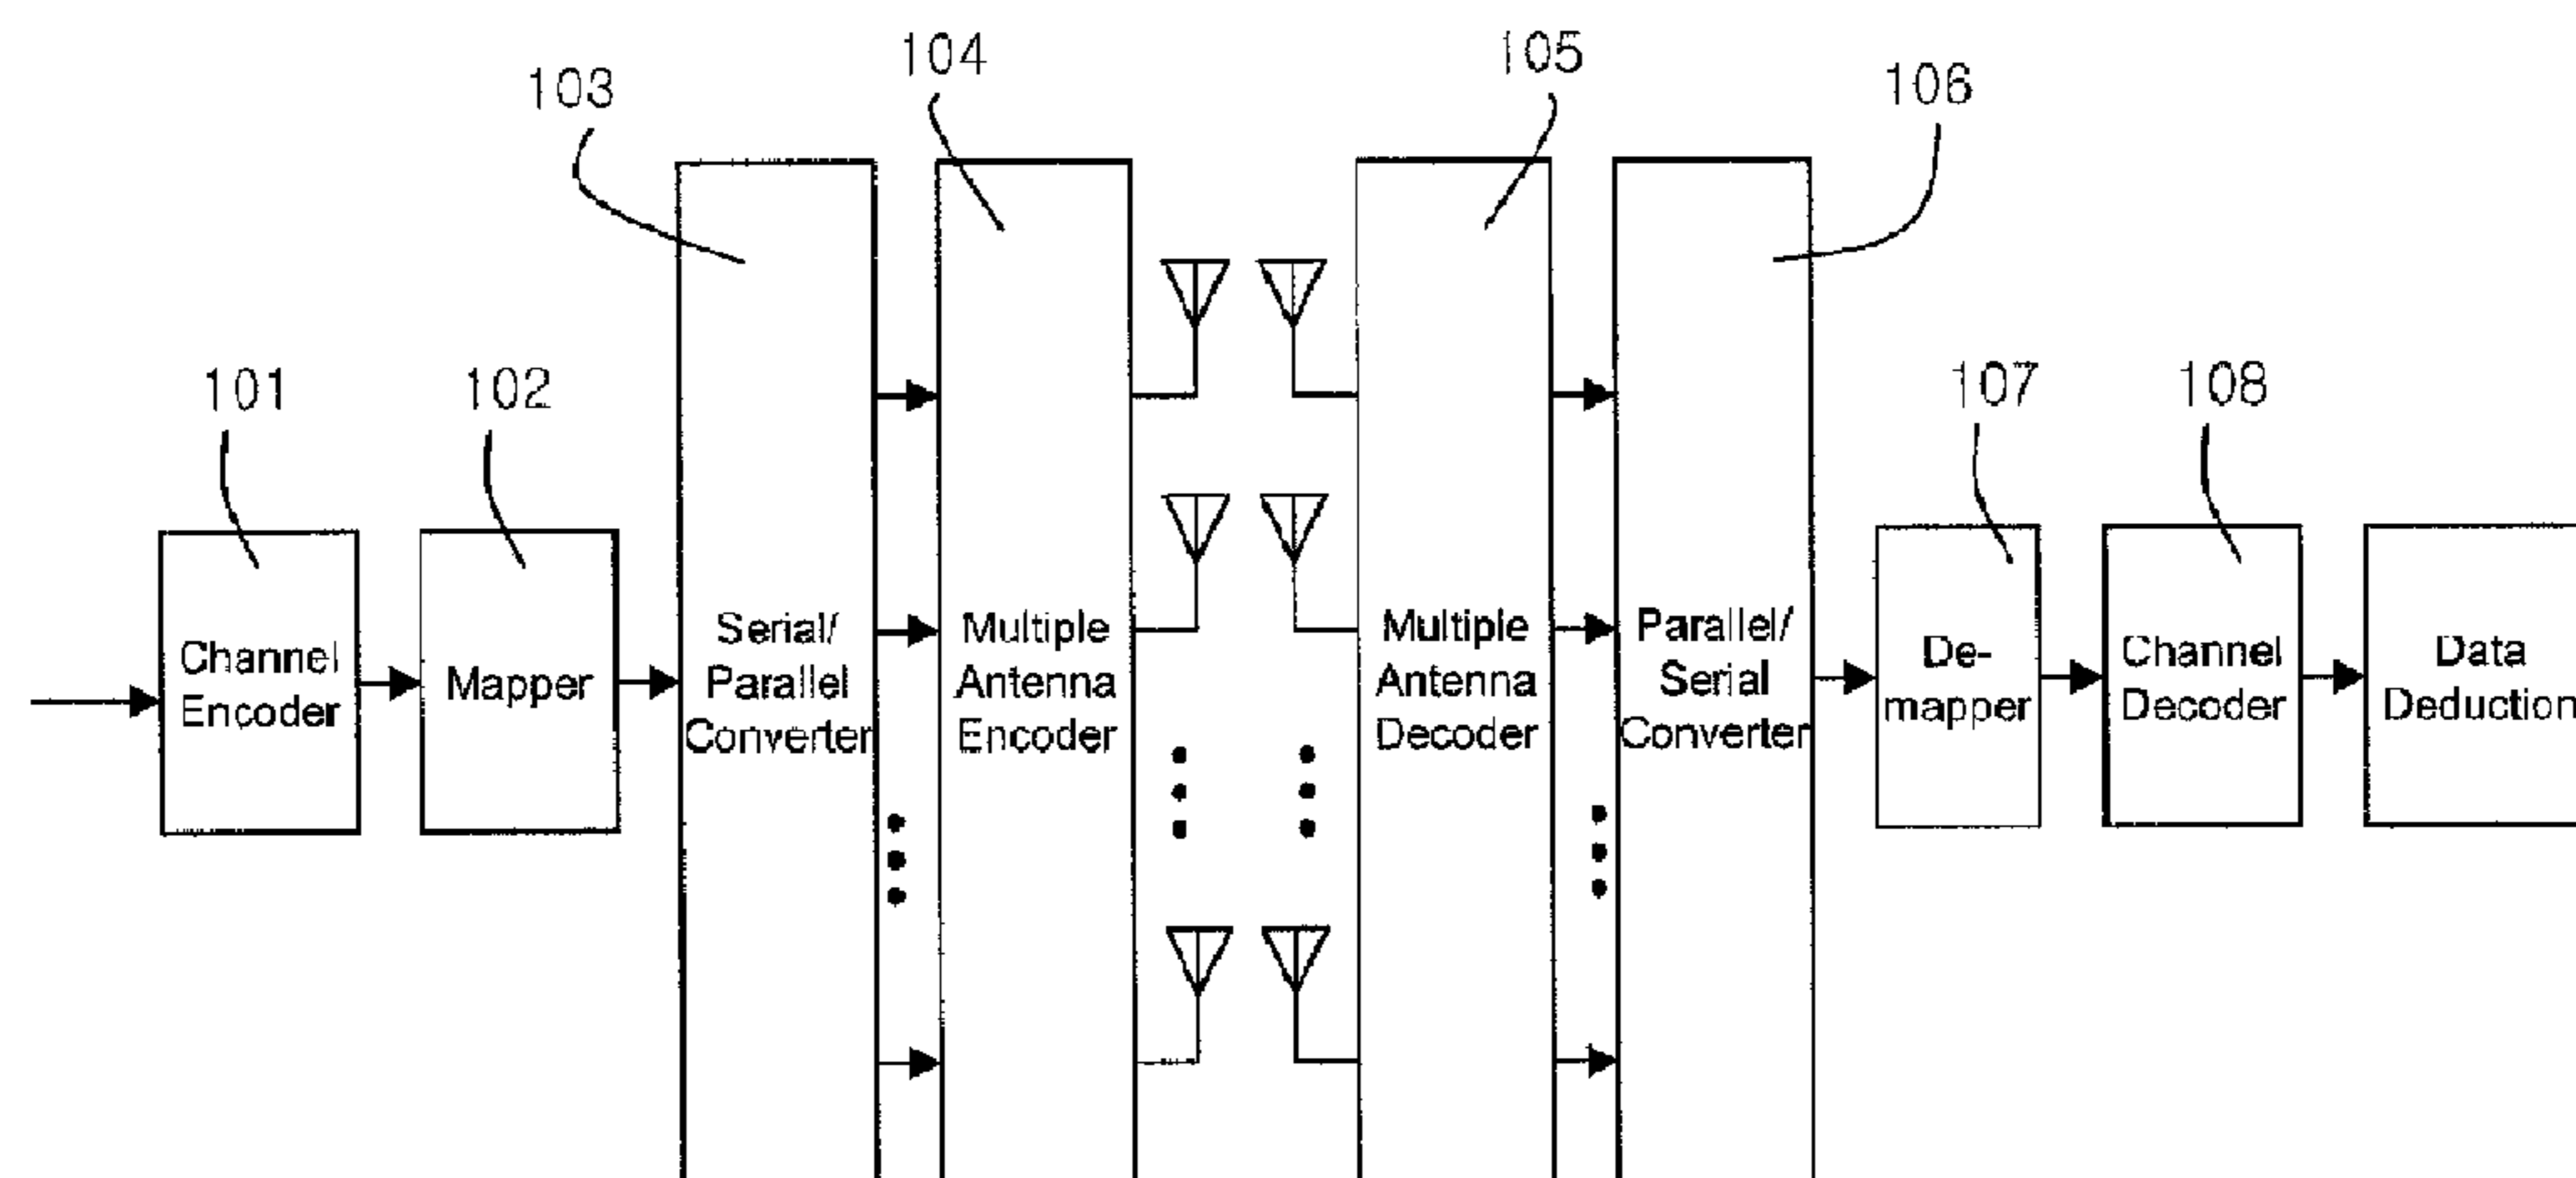 103
104
105
106
101
102
107
108
Channel
Encoder
Mapper
Serial/
Parallel
Converter
Multiple
Antenna
Encoder
Multiple
Antenna
Decoder
Parallel/
Serial
Converter
De-
mapper
Channel
Decoder
Data
Deduction